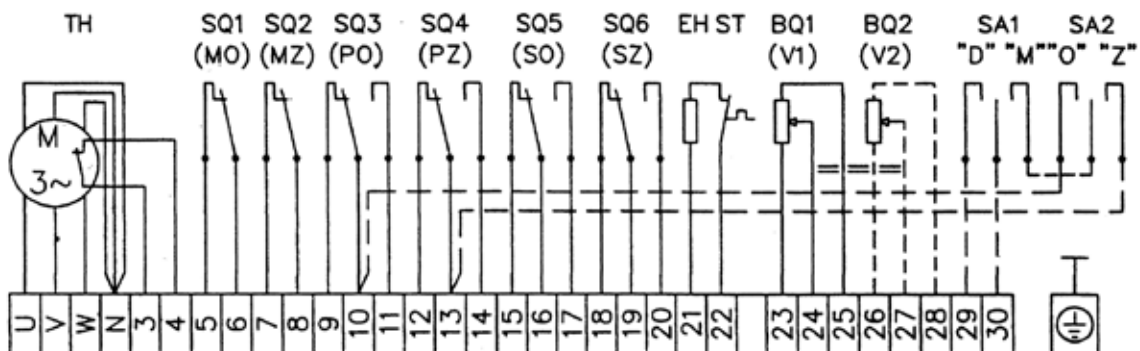 TH SQ1 SQ2 SQ3 SQ4 SQ5 SQ6 EH ST BQ1 BQ2 SA1 SA2
(MO) (MZ) (PO) (PZ) (SO) (SZ) (V1) (V2) "D" "M" "O" "Z"
M
3~
U V W N 3 4 5 6 7 8 9 10 11 12 13 14 15 16 17 18 19 20 21 22 23 24 25 26 27 28 29 30